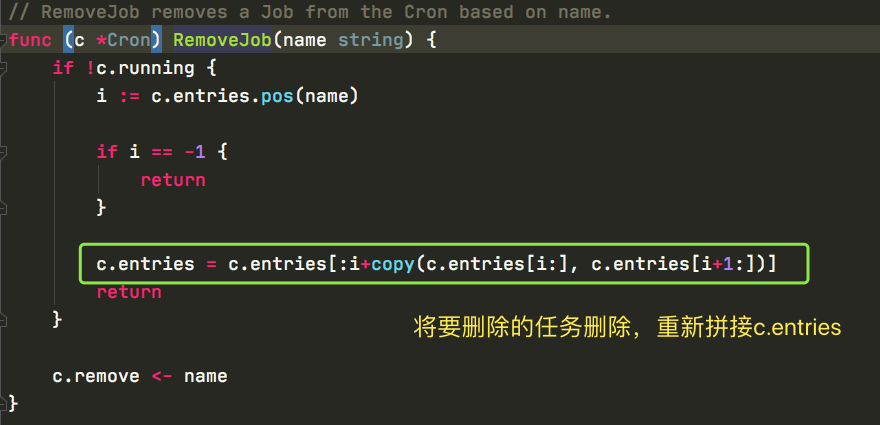 // RemoveJob removes a Job from the Cron based on name.
func (c *Cron) RemoveJob(name string) {
    if !c.running {
        i := c.entries.pos(name)

        if i == -1 {
            return
        }

        c.entries = c.entries[:i+copy(c.entries[i:], c.entries[i+1:])]
        return
    }
将要删除的任务删除，重新拼接c.entries

    c.remove <- name
}